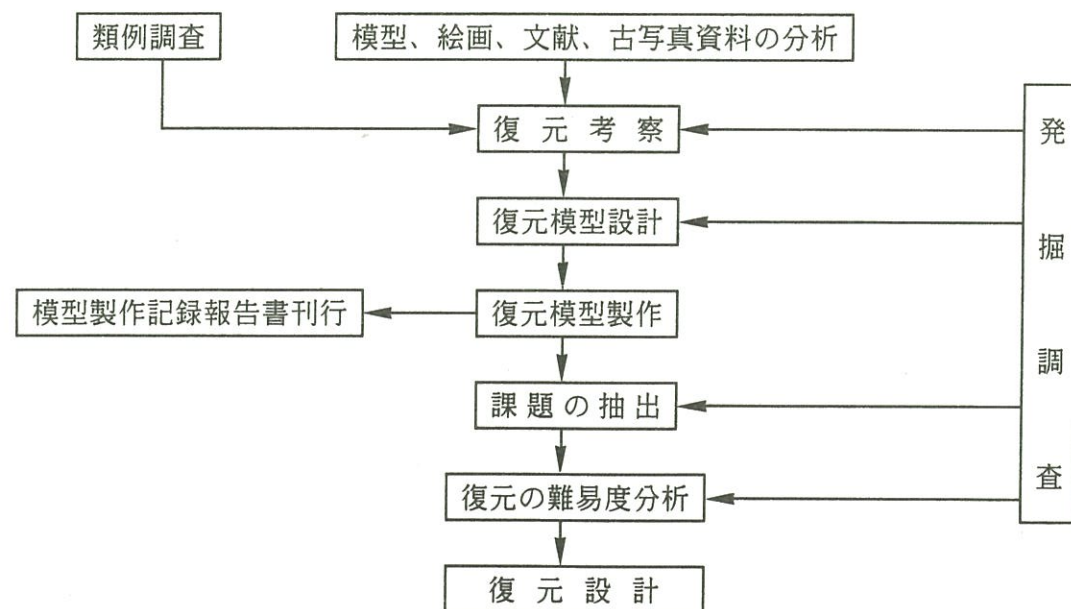 類例調査
模型、絵画、文献、古写真資料の分析
復元考察
復元模型設計
模型製作記録報告書刊行
復元模型製作
課題の抽出
復元の難易度分析
復元設計
発掘調査